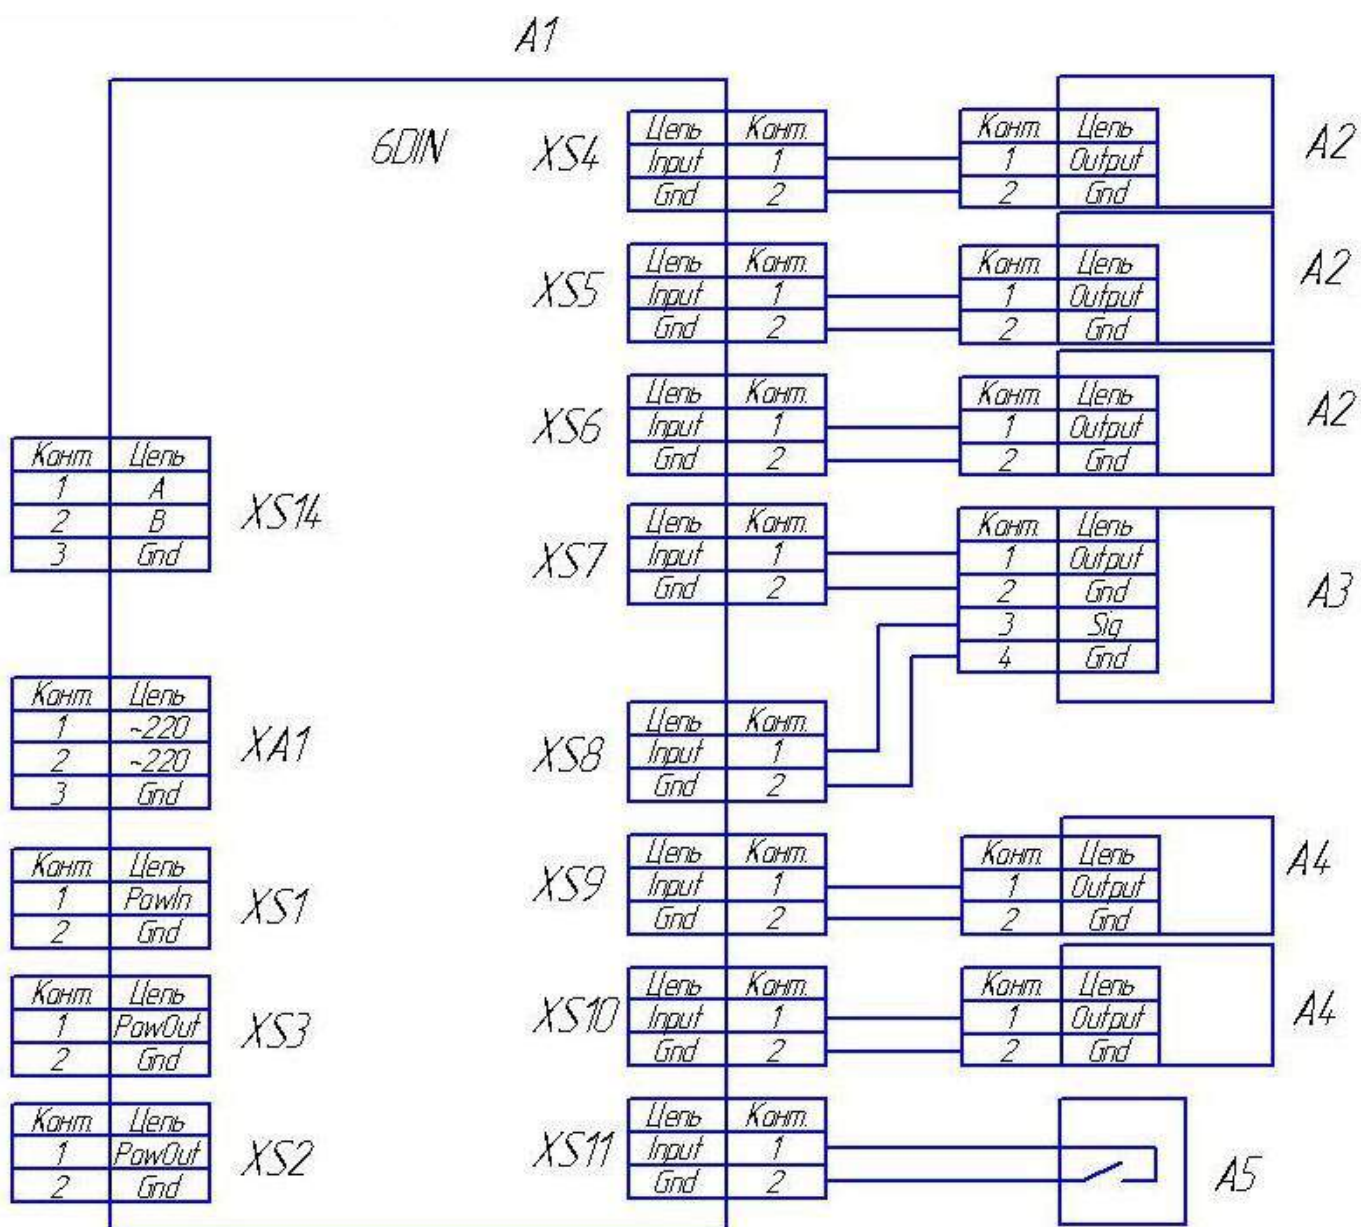 A1
6DIN
XS4
Цепь Конт.
Input 1
Gnd 2
Конт. Цепь
1 Output
2 Gnd
A2
XS5
Цепь Конт.
Input 1
Gnd 2
Конт. Цепь
1 Output
2 Gnd
A2
XS6
Цепь Конт.
Input 1
Gnd 2
Конт. Цепь
1 Output
2 Gnd
A2
Конт. Цепь
1 A
2 B
3 Gnd
XS14
XS7
Цепь Конт.
Input 1
Gnd 2
Конт. Цепь
1 Output
2 Gnd
3 Sig
4 Gnd
A3
Конт. Цепь
1 ~220
2 ~220
3 Gnd
XA1
XS8
Цепь Конт.
Input 1
Gnd 2
Конт. Цепь
1 PowIn
2 Gnd
XS1
XS9
Цепь Конт.
Input 1
Gnd 2
Конт. Цепь
1 Output
2 Gnd
A4
Конт. Цепь
1 PowOut
2 Gnd
XS3
XS10
Цепь Конт.
Input 1
Gnd 2
Конт. Цепь
1 Output
2 Gnd
A4
Конт. Цепь
1 PowOut
2 Gnd
XS2
XS11
Цепь Конт.
Input 1
Gnd 2
A5